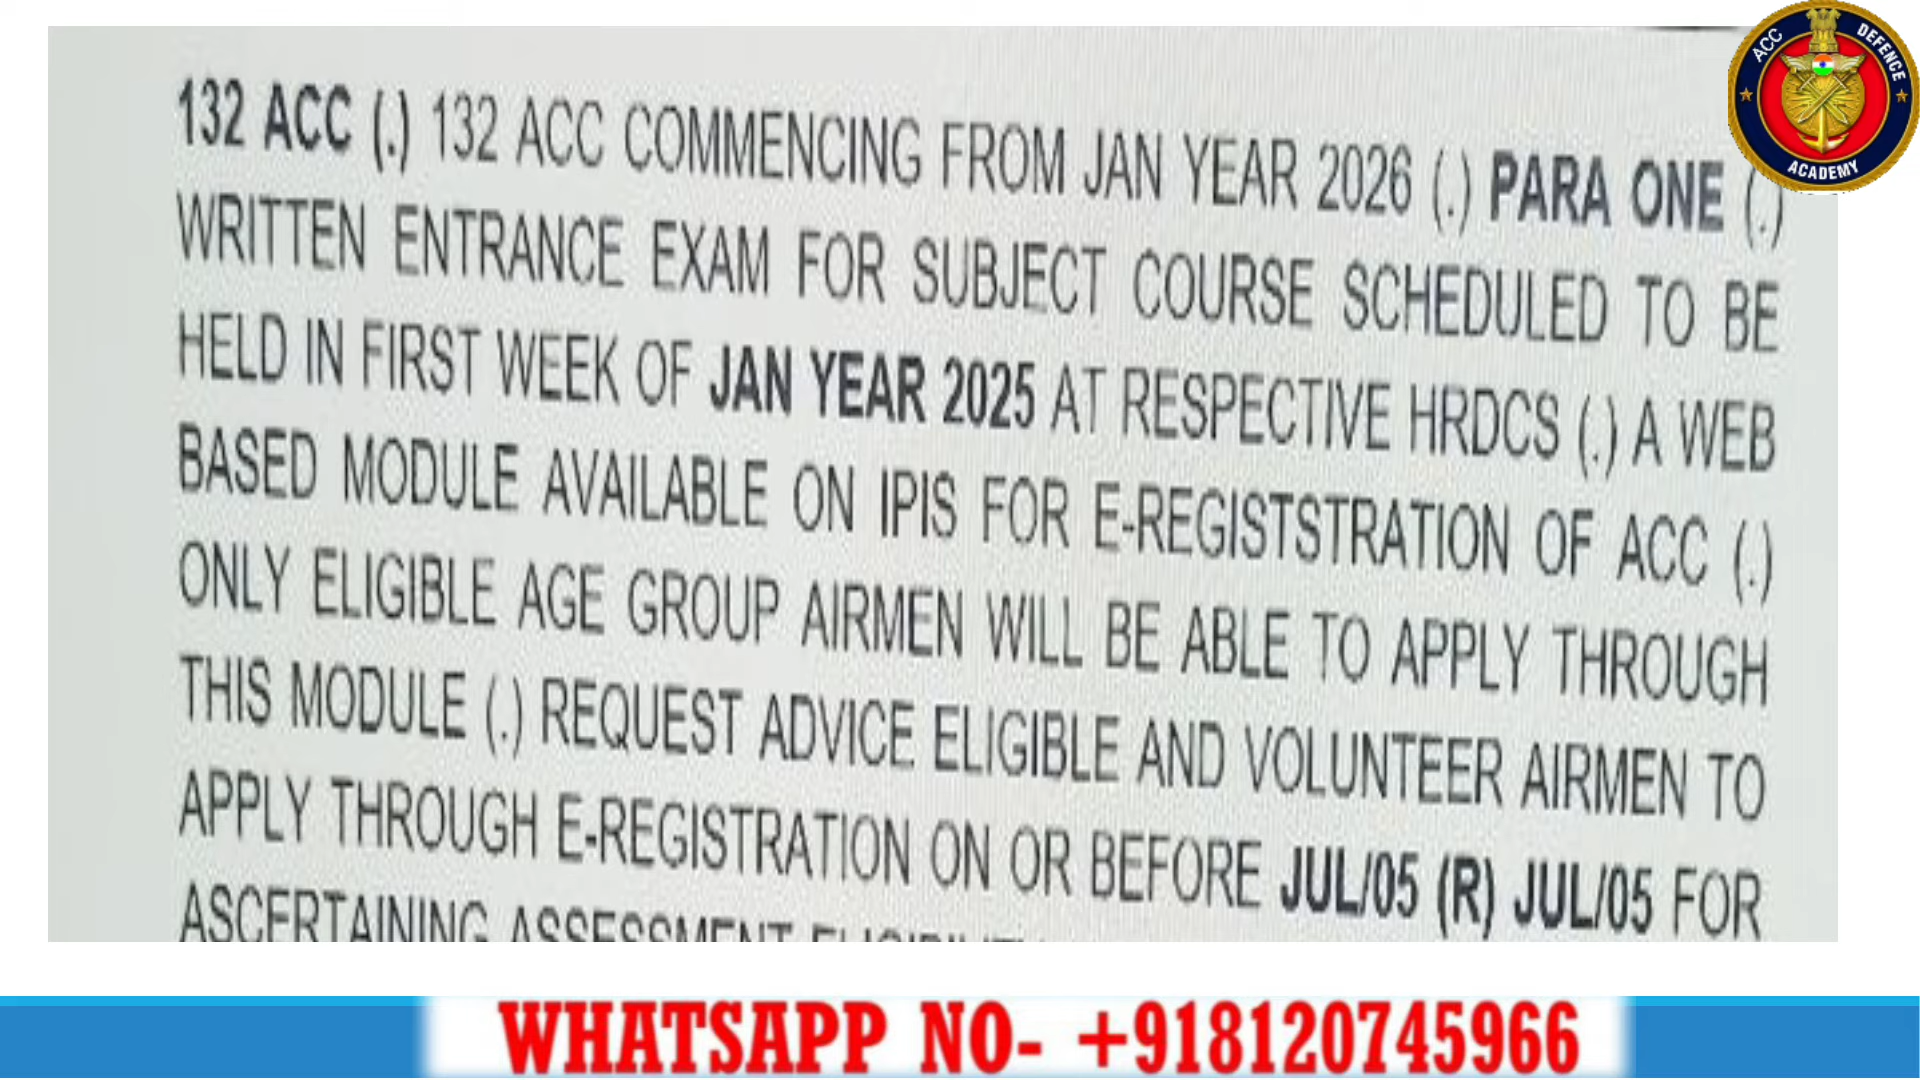 132 ACC (.) 132 ACC COMMENCING FROM JAN YEAR 2026 (.) PARA ONE (.)
WRITTEN ENTRANCE EXAM FOR SUBJECT COURSE SCHEDULED TO BE
HELD IN FIRST WEEK OF JAN YEAR 2025 AT RESPECTIVE HRDCS (.) A WEB
BASED MODULE AVAILABLE ON IPIS FOR E-REGISTSTRATION OF ACC (.)
ONLY ELIGIBLE AGE GROUP AIRMEN WILL BE ABLE TO APPLY THROUGH
THIS MODULE (.) REQUEST ADVICE ELIGIBLE AND VOLUNTEER AIRMEN TO
APPLY THROUGH E-REGISTRATION ON OR BEFORE JUL/05 (R) JUL/05 FOR
ASCERTAINING ASSESSMENT ELIGIBILITY
ACC DEFENCE
ACADEMY
WHATSAPP NO- +918120745966